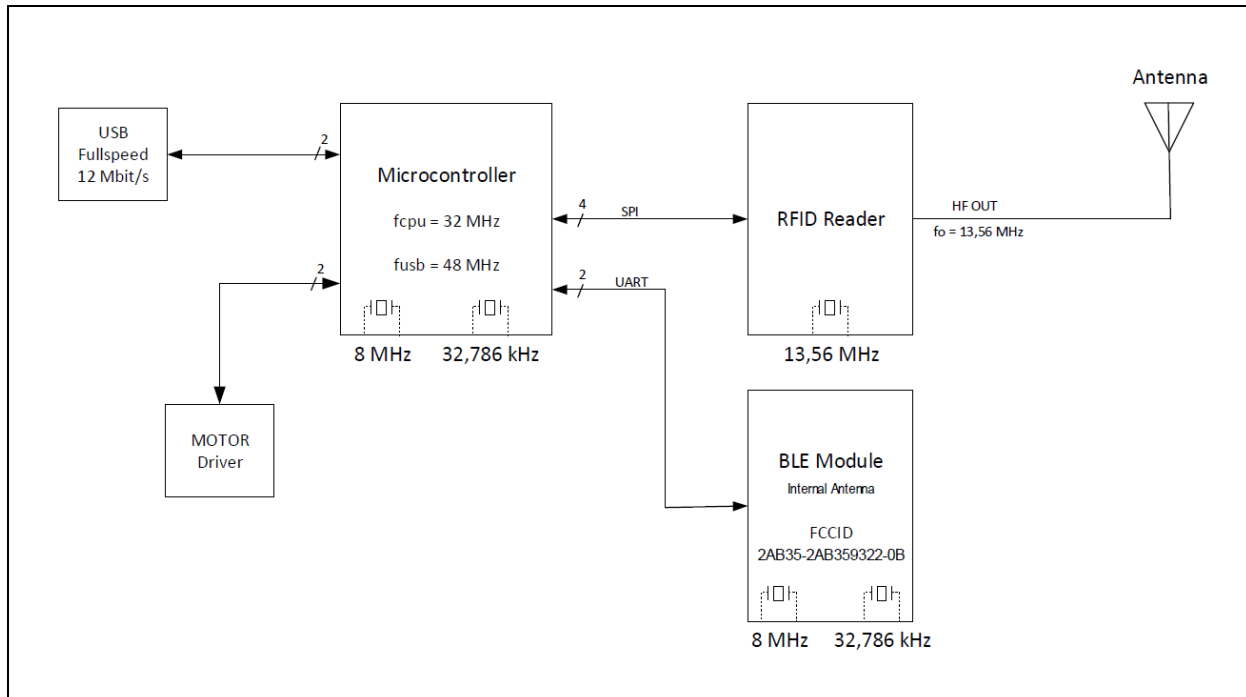 Antenna
USB
Fullspeed
12 Mbit/s
2
Microcontroller
fcpu = 32 MHz
fusb = 48 MHz
8 MHz
32,786 kHz
4
SPI
2
UART
RFID Reader
13,56 MHz
HF OUT
fo = 13,56 MHz
2
MOTOR
Driver
BLE Module
Internal Antenna
FCCID
2AB35-2AB359322-0B
8 MHz
32,786 kHz